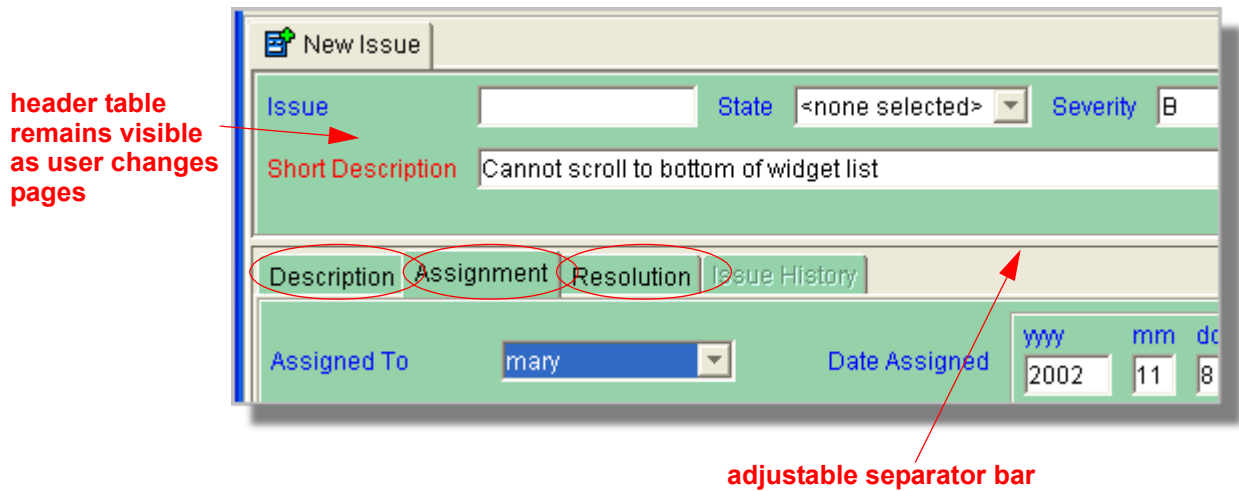 New Issue
header table
remains visible
as user changes
pages
Issue State <none selected> Severity B
Short Description Cannot scroll to bottom of widget list
Description Assignment Resolution Issue History
Assigned To mary Date Assigned
yyyy mm
2002 11 8
adjustable separator bar